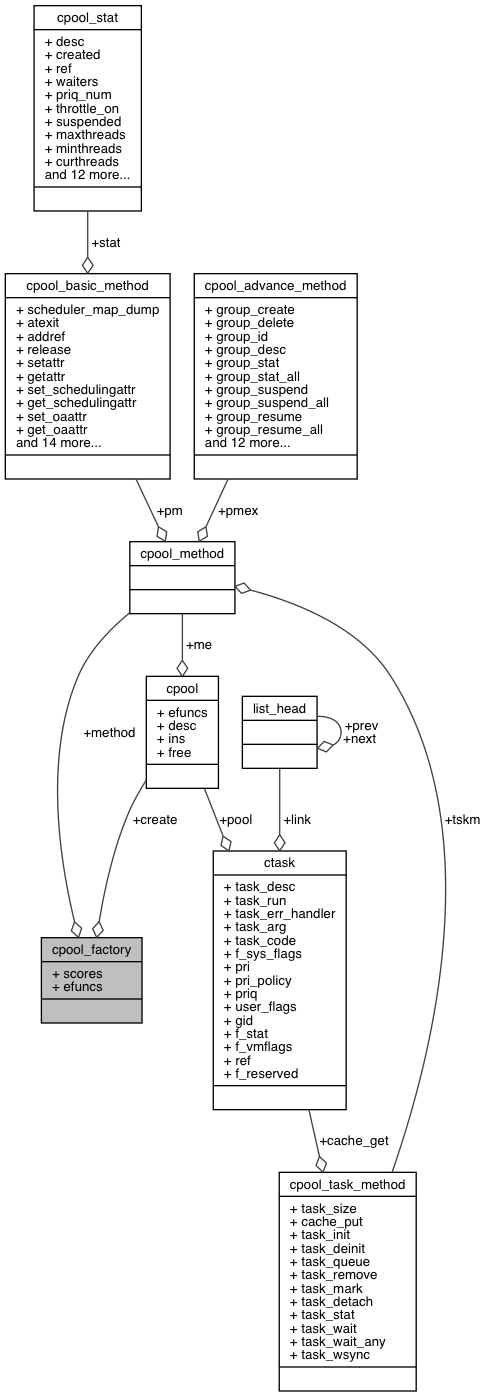 cpool_stat
+ desc
+ created
+ ref
+ waiters
+ priq_num
+ throttle_on
+ suspended
+ maxthreads
+ minthreads
+ curthreads
and 12 more...
+stat
cpool_basic_method
+ scheduler_map_dump
+ atexit
+ addref
+ release
+ setattr
+ getattr
+ set_schedulingattr
+ get_schedulingattr
+ set_oaattr
+ get_oaattr
and 14 more...
cpool_advance_method
+ group_create
+ group_delete
+ group_id
+ group_desc
+ group_stat
+ group_stat_all
+ group_suspend
+ group_suspend_all
+ group_resume
+ group_resume_all
and 12 more...
+pm
+pmex
cpool_method
+me
cpool
+ efuncs
+ desc
+ ins
+ free
list_head
+prev
+next
+method
+create
+pool
+link
+tskm
ctask
+ task_desc
+ task_run
+ task_err_handler
+ task_arg
+ task_code
+ f_sys_flags
+ pri
+ pri_policy
+ priq
+ user_flags
+ gid
+ f_stat
+ f_vmflags
+ ref
+ f_reserved
cpool_factory
+ scores
+ efuncs
+cache_get
cpool_task_method
+ task_size
+ cache_put
+ task_init
+ task_deinit
+ task_queue
+ task_remove
+ task_mark
+ task_detach
+ task_stat
+ task_wait
+ task_wait_any
+ task_wsync